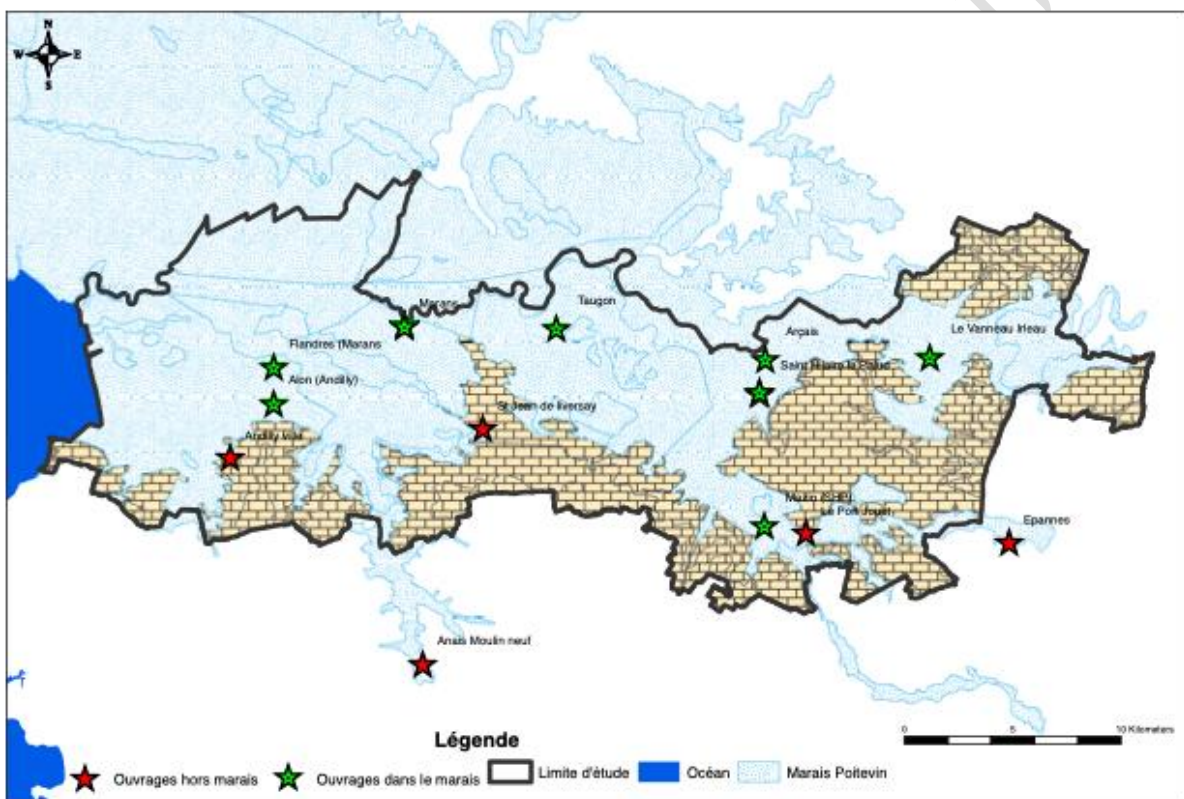 N
W E
S
Marans
Taugon
Arçais
Le Vanneau Irleau
Flandres (Marans
Saint Hilaire la Palud
Alon (Andilly)
St Jean de liversay
Andilly
Le Port Jouet
Epannes
Anais Moulin neuf
0 5 10 Kilometers
Légende
Ouvrages hors marais
Ouvrages dans le marais
Limite d'étude
Océan
Marais Poitevin